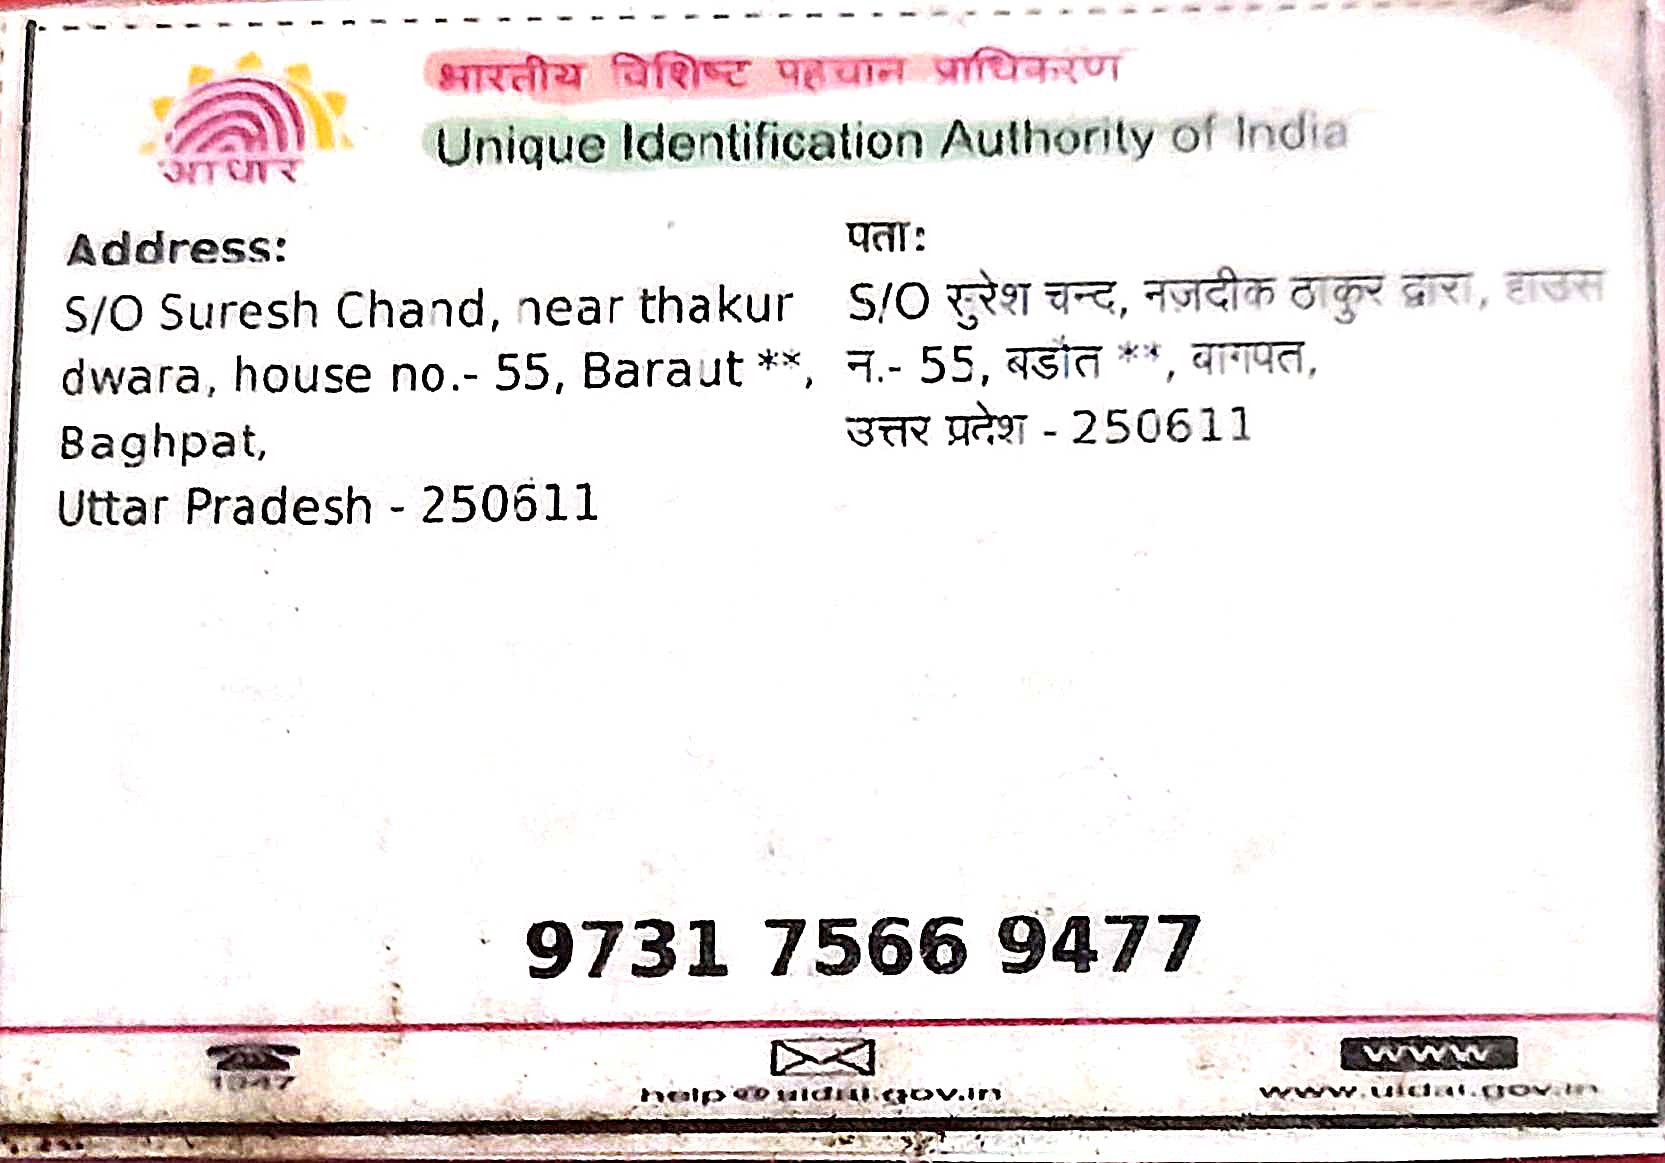 भारतीय विशिष्ट पहचान प्राधिकरण
Unique Identification Authority of India
आधार
Address:
S/O Suresh Chand, near thakur
dwara, house no.- 55, Baraut **,
Baghpat,
Uttar Pradesh - 250611
पता:
S/O सुरेश चन्द, नज़दीक ठाकुर द्वारा, हाउस
न.- 55, बडौत **, बागपत,
उत्तर प्रदेश - 250611
9731 7566 9477
1947
help@uidai.gov.in
www
www.uidai.gov.in